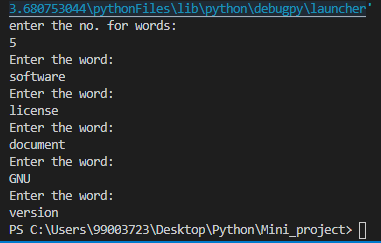 3.680753044\pythonFiles\lib\python\debugpy\launcher'
enter the no. for words:
5
Enter the word:
software
Enter the word:
license
Enter the word:
document
Enter the word:
GNU
Enter the word:
version
PS C:\Users\99003723\Desktop\Python\Mini_project>